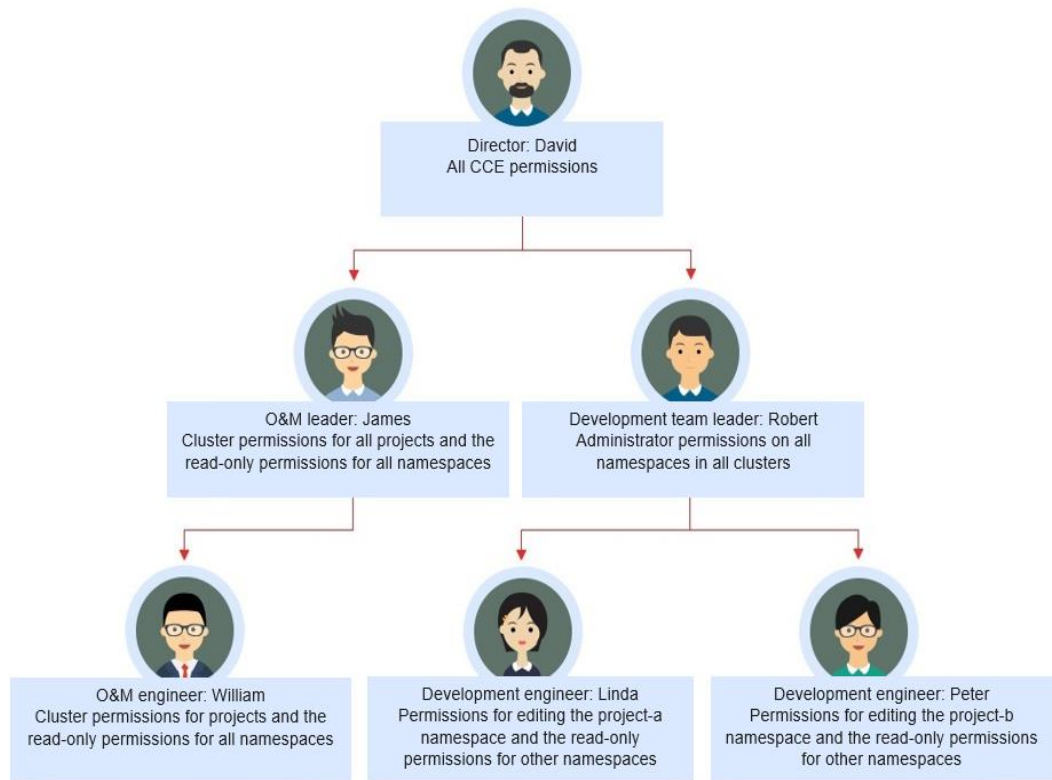 Director: David
All CCE permissions
O&M leader: James
Cluster permissions for all projects and the
read-only permissions for all namespaces
Development team leader: Robert
Administrator permissions on all
namespaces in all clusters
O&M engineer: William
Cluster permissions for projects and the
read-only permissions for all namespaces
Development engineer: Linda
Permissions for editing the project-a
namespace and the read-only
permissions for other namespaces
Development engineer: Peter
Permissions for editing the project-b
namespace and the read-only permissions
for other namespaces